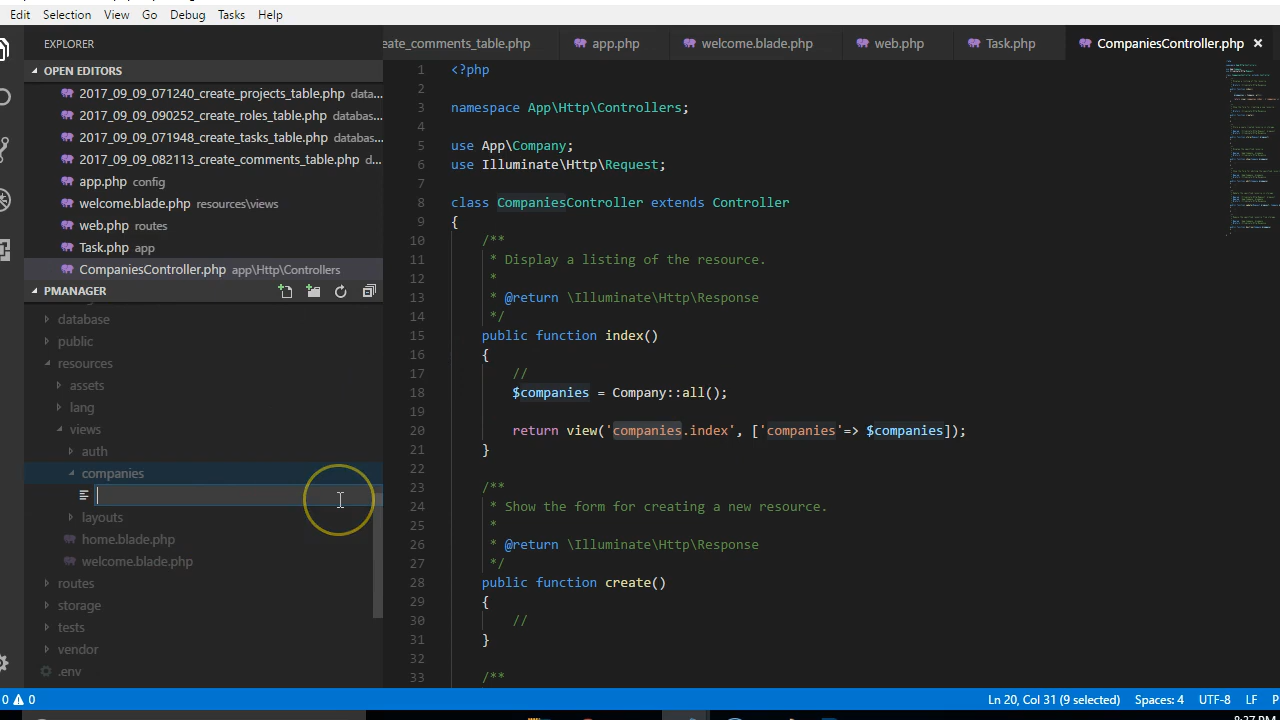 Edit Selection View Go Debug Tasks Help
EXPLORER
eate_comments_table.php app.php welcome.blade.php web.php Task.php CompaniesController.php ×
OPEN EDITORS
2017_09_09_071240_create_projects_table.php data...
2017_09_09_090252_create_roles_table.php databas...
2017_09_09_071948_create_tasks_table.php databas...
2017_09_09_082113_create_comments_table.php d...
app.php config
welcome.blade.php resources\views
web.php routes
Task.php app
CompaniesController.php app\Http\Controllers
PMANAGER
database
public
resources
assets
lang
views
auth
companies
layouts
home.blade.php
welcome.blade.php
routes
storage
tests
vendor
.env
1 <?php
2
3 namespace App\Http\Controllers;
4
5 use App\Company;
6 use Illuminate\Http\Request;
7
8 class CompaniesController extends Controller
9 {
10 /**
11 * Display a listing of the resource.
12 *
13 * @return \Illuminate\Http\Response
14 */
15 public function index()
16 {
17 //
18 $companies = Company::all();
19
20 return view('companies.index', ['companies'=> $companies]);
21 }
22
23 /**
24 * Show the form for creating a new resource.
25 *
26 * @return \Illuminate\Http\Response
27 */
28 public function create()
29 {
30 //
31 }
32
33 /**
0 0 Ln 20, Col 31 (9 selected) Spaces: 4 UTF-8 LF P
8:27 PM